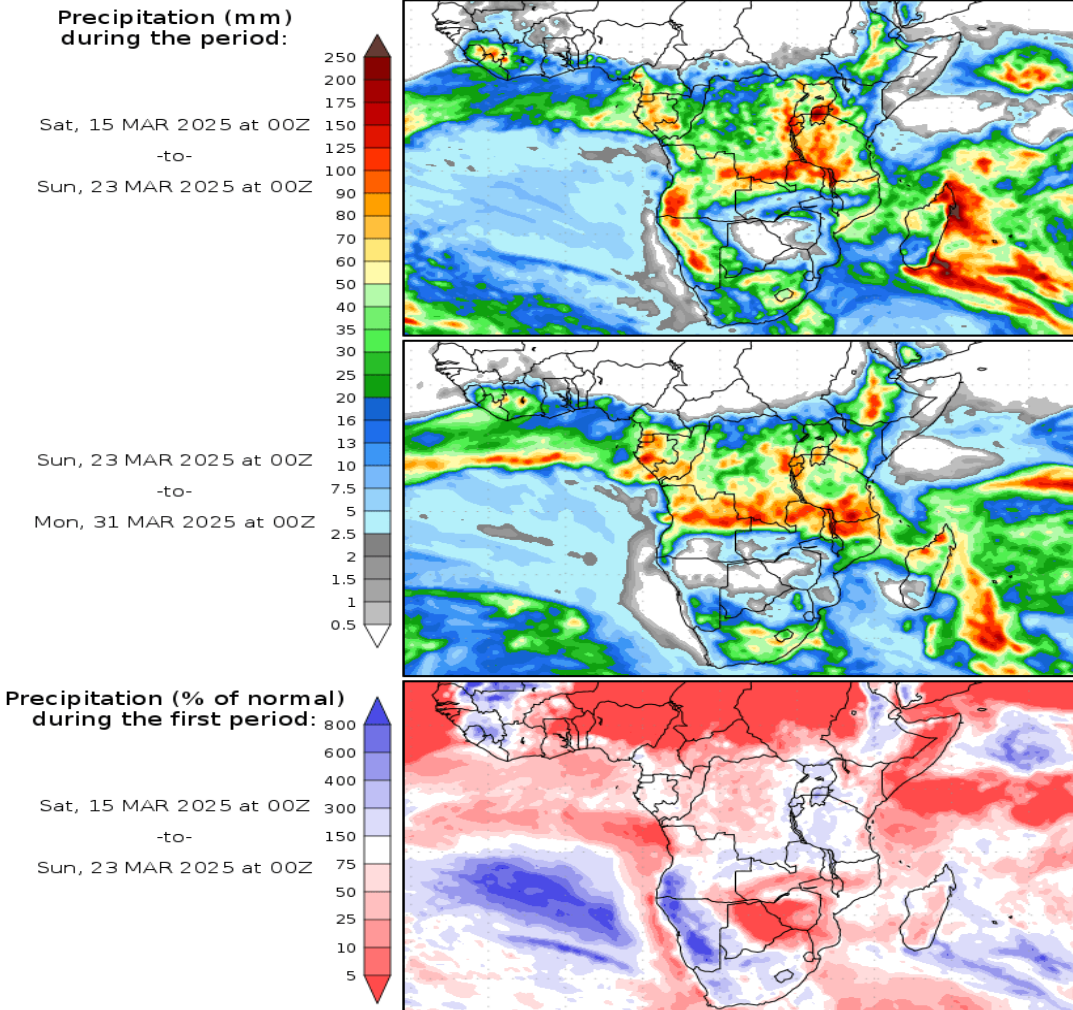 Precipitation (mm)
during the period:
250
200
175
150
125
100
90
80
70
60
50
40
35
30
25
20
16
13
10
7.5
5
2.5
2
1.5
1
0.5
Sat, 15 MAR 2025 at 00Z
-to-
Sun, 23 MAR 2025 at 00Z
Sun, 23 MAR 2025 at 00Z
-to-
Mon, 31 MAR 2025 at 00Z
Precipitation (% of normal)
during the first period:
800
600
400
300
150
75
50
25
10
5
Sat, 15 MAR 2025 at 00Z
-to-
Sun, 23 MAR 2025 at 00Z